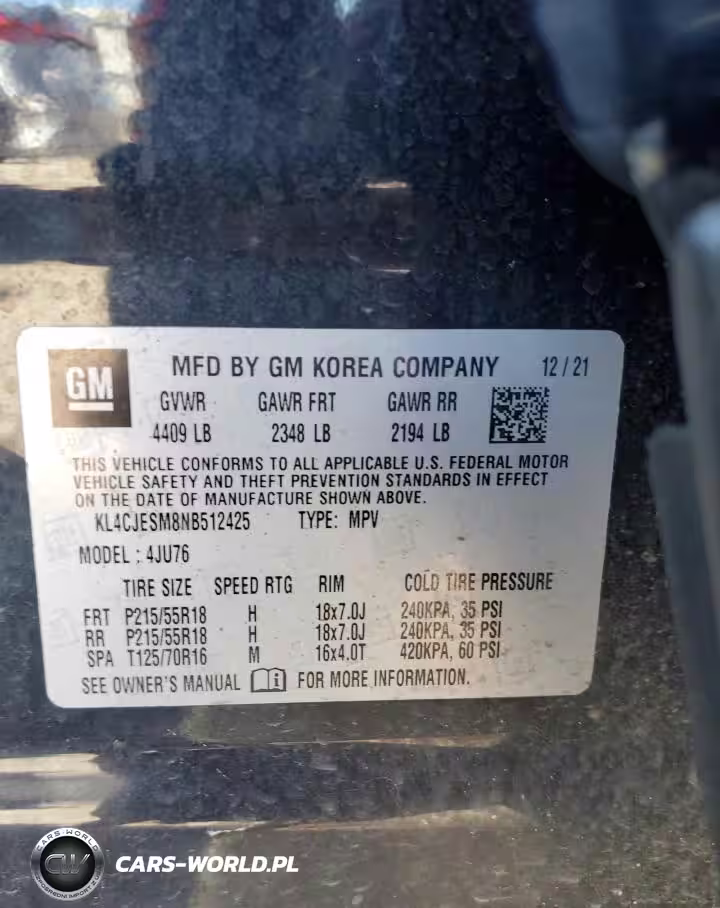 GM
MFD BY GM KOREA COMPANY 12/21
GVWR GAWR FRT GAWR RR
4409 LB 2348 LB 2194 LB
THIS VEHICLE CONFORMS TO ALL APPLICABLE U.S. FEDERAL MOTOR
VEHICLE SAFETY AND THEFT PREVENTION STANDARDS IN EFFECT
ON THE DATE OF MANUFACTURE SHOWN ABOVE.
KL4CJESM8NB512425 TYPE: MPV
MODEL : 4JU76
TIRE SIZE SPEED RTG RIM COLD TIRE PRESSURE
FRT P215/55R18 H 18x7.0J 240KPA, 35 PSI
RR P215/55R18 H 18x7.0J 240KPA, 35 PSI
SPA T125/70R16 M 16x4.0T 420KPA, 60 PSI
SEE OWNER'S MANUAL FOR MORE INFORMATION.
CARS-WORLD
CW
CARS-WORLD.PL